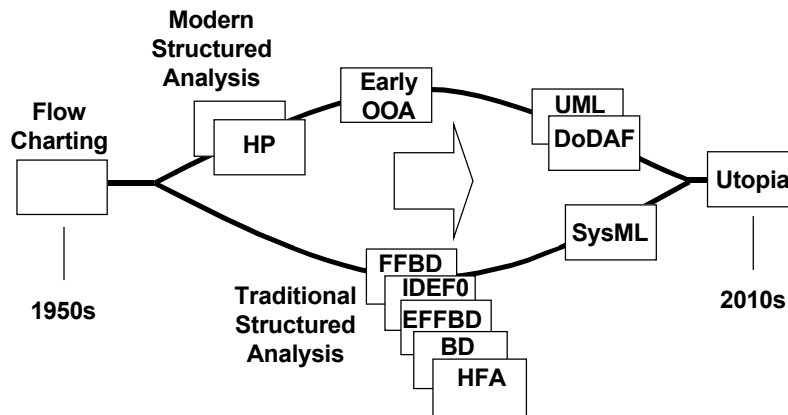 Modern
Structured
Analysis
Flow
Charting
HP
Early
OOA
UML
DoDAF
Utopia
SysML
FFBD
IDEF0
EFFBD
BD
HFA
Traditional
Structured
Analysis
1950s
2010s